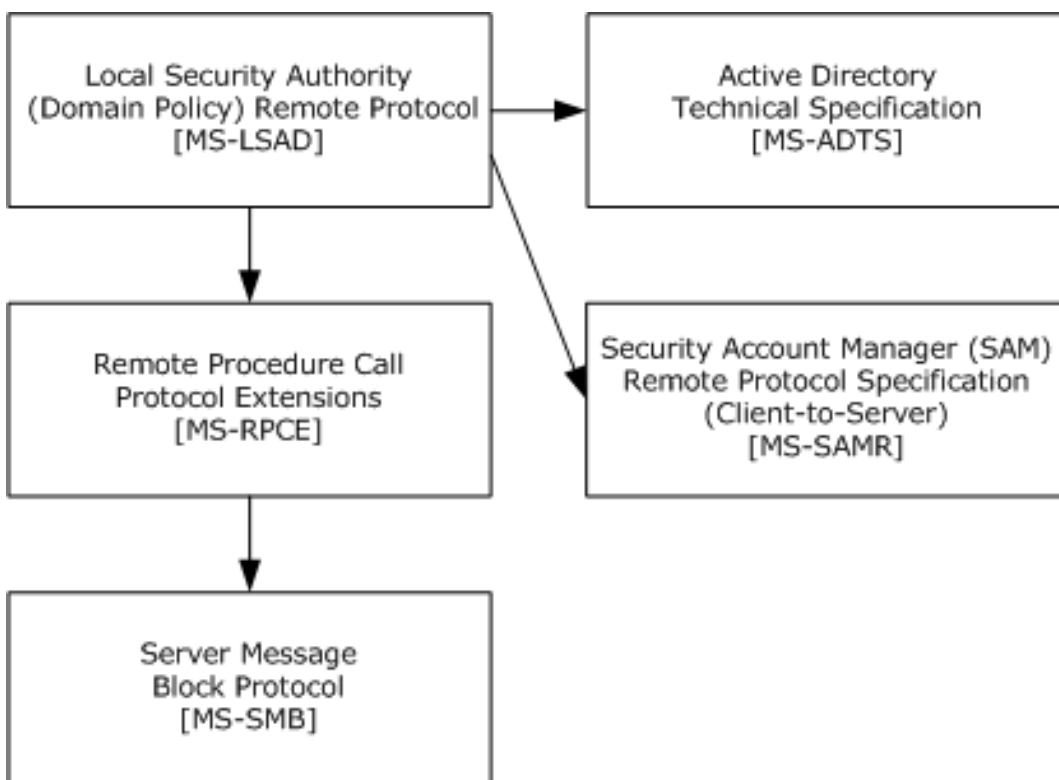 Local Security Authority
(Domain Policy) Remote Protocol
[MS-LSAD]
Active Directory
Technical Specification
[MS-ADTS]
Remote Procedure Call
Protocol Extensions
[MS-RPCE]
Security Account Manager (SAM)
Remote Protocol Specification
(Client-to-Server)
[MS-SAMR]
Server Message
Block Protocol
[MS-SMB]